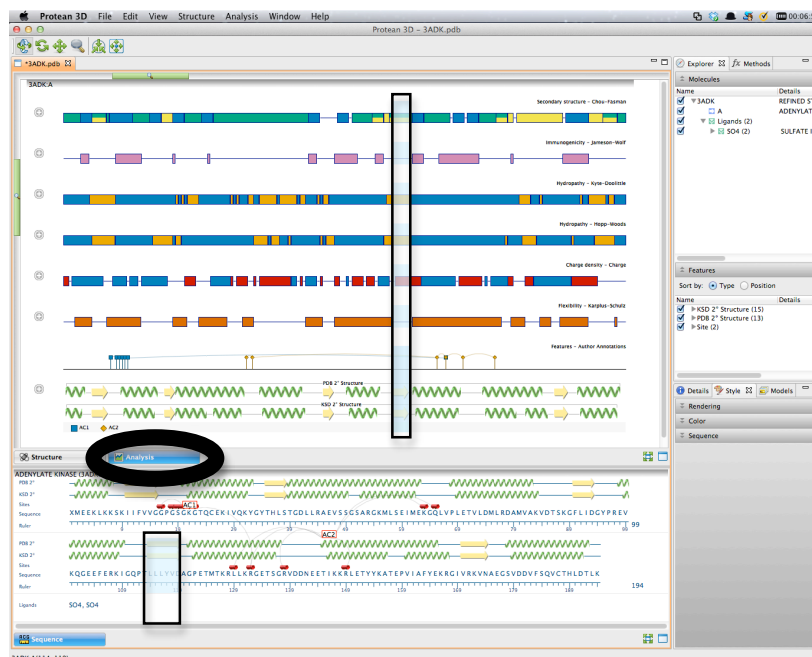 Protean 3D File Edit View Structure Analysis Window Help
Protean 3D – 3ADK.pdb
*3ADK.pdb
3ADK:A
Secondary structure – Chou-Fasman
Immunogenicity – Jameson-Wolf
Hydropathy – Kyte-Doolittle
Hydropathy – Hopp-Woods
Charge density – Charge
Flexibility – Karplus-Schulz
Features – Author Annotations
PDB 2° Structure
KSD 2° Structure
AC1 AC2
Structure Analysis
ADENYLATE KINASE (3AD
PDB 2°
KSD 2°
Sites AC1
Sequence XMEEKLKKSKIIFVVGGPGSGKGTQCEKIVQKYGYTHLSTGDLLRAEVSSGSARGKMLSEIMEKGQLVPLETVLDMLRDAMVAKVDTSKGFLIDGYPREV
Ruler 99
AC2
PDB 2°
KSD 2°
Sites
Sequence KQGEEFERKIGQPTLLLYVDAGPETMTKRLLKRGETSGRVDDNEETIKKRLETYYKATEPVIAFYEKRGIVRKVNAEGSVDDVFSQVCTHLDTLK
Ruler 194
Ligands SO4, SO4
Sequence
00:06:
Explorer Methods
Molecules
Name Details
3ADK REFINED ST
A ADENYLAT
Ligands (2)
SO4 (2) SULFATE I
Features
Sort by: Type Position
Name Details
KSD 2° Structure (15)
PDB 2° Structure (13)
Site (2)
Details Style Models
Rendering
Color
Sequence